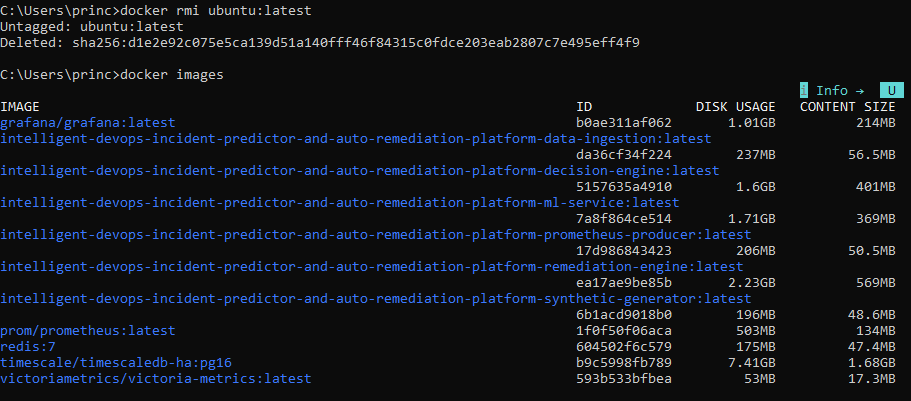 C:\Users\princ>docker rmi ubuntu:latest
Untagged: ubuntu:latest
Deleted: sha256:d1e2e92c075e5ca139d51a140fff46f84315c0fdce203eab2807c7e495eff4f9
C:\Users\princ>docker images
i Info → U
IMAGE ID DISK USAGE CONTENT SIZE
grafana/grafana:latest b0ae311af062 1.01GB 214MB
intelligent-devops-incident-predictor-and-auto-remediation-platform-data-ingestion:latest
da36cf34f224 237MB 56.5MB
intelligent-devops-incident-predictor-and-auto-remediation-platform-decision-engine:latest
5157635a4910 1.6GB 401MB
intelligent-devops-incident-predictor-and-auto-remediation-platform-ml-service:latest
7a8f864ce514 1.71GB 369MB
intelligent-devops-incident-predictor-and-auto-remediation-platform-prometheus-producer:latest
17d986843423 206MB 50.5MB
intelligent-devops-incident-predictor-and-auto-remediation-platform-remediation-engine:latest
ea17ae9be85b 2.23GB 569MB
intelligent-devops-incident-predictor-and-auto-remediation-platform-synthetic-generator:latest
6b1acd9018b0 196MB 48.6MB
prom/prometheus:latest 1f0f50f06aca 503MB 134MB
redis:7 604502f6c579 175MB 47.4MB
timescale/timescaledb-ha:pg16 b9c5998fb789 7.41GB 1.68GB
victoriametrics/victoria-metrics:latest 593b533bfbea 53MB 17.3MB